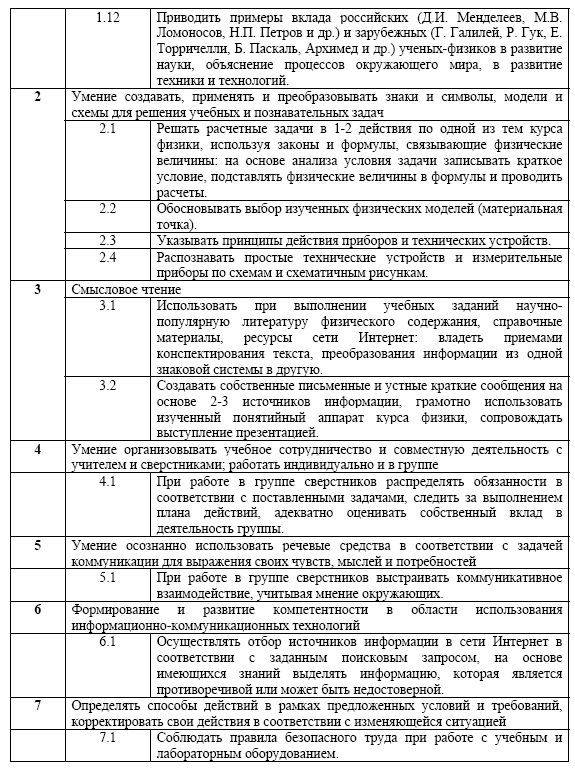 1.12 Приводить примеры вклада российских (Д.И. Менделеев, М.В.
Ломоносов, Н.П. Петров и др.) и зарубежных (Г. Галилей, Р. Гук, Е.
Торричелли, Б. Паскаль, Архимед и др.) ученых-физиков в развитие
науки, объяснение процессов окружающего мира, в развитие
техники и технологий.
2 Умение создавать, применять и преобразовывать знаки и символы, модели и
схемы для решения учебных и познавательных задач
2.1 Решать расчетные задачи в 1-2 действия по одной из тем курса
физики, используя законы и формулы, связывающие физические
величины: на основе анализа условия задачи записывать краткое
условие, подставлять физические величины в формулы и проводить
расчеты.
2.2 Обосновывать выбор изученных физических моделей (материальная
точка).
2.3 Указывать принципы действия приборов и технических устройств.
2.4 Распознавать простые технические устройств и измерительные
приборы по схемам и схематичным рисункам.
3 Смысловое чтение
3.1 Использовать при выполнении учебных заданий научно-
популярную литературу физического содержания, справочные
материалы, ресурсы сети Интернет: владеть приемами
конспектирования текста, преобразования информации из одной
знаковой системы в другую.
3.2 Создавать собственные письменные и устные краткие сообщения на
основе 2-3 источников информации, грамотно использовать
изученный понятийный аппарат курса физики, сопровождать
выступление презентацией.
4 Умение организовывать учебное сотрудничество и совместную деятельность с
учителем и сверстниками; работать индивидуально и в группе
4.1 При работе в группе сверстников распределять обязанности в
соответствии с поставленными задачами, следить за выполнением
плана действий, адекватно оценивать собственный вклад в
деятельность группы.
5 Умение осознанно использовать речевые средства в соответствии с задачей
коммуникации для выражения своих чувств, мыслей и потребностей
5.1 При работе в группе сверстников выстраивать коммуникативное
взаимодействие, учитывая мнение окружающих.
6 Формирование и развитие компетентности в области использования
информационно-коммуникационных технологий
6.1 Осуществлять отбор источников информации в сети Интернет в
соответствии с заданным поисковым запросом, на основе
имеющихся знаний выделять информацию, которая является
противоречивой или может быть недостоверной.
7 Определять способы действий в рамках предложенных условий и требований,
корректировать свои действия в соответствии с изменяющейся ситуацией
7.1 Соблюдать правила безопасного труда при работе с учебным и
лабораторным оборудованием.